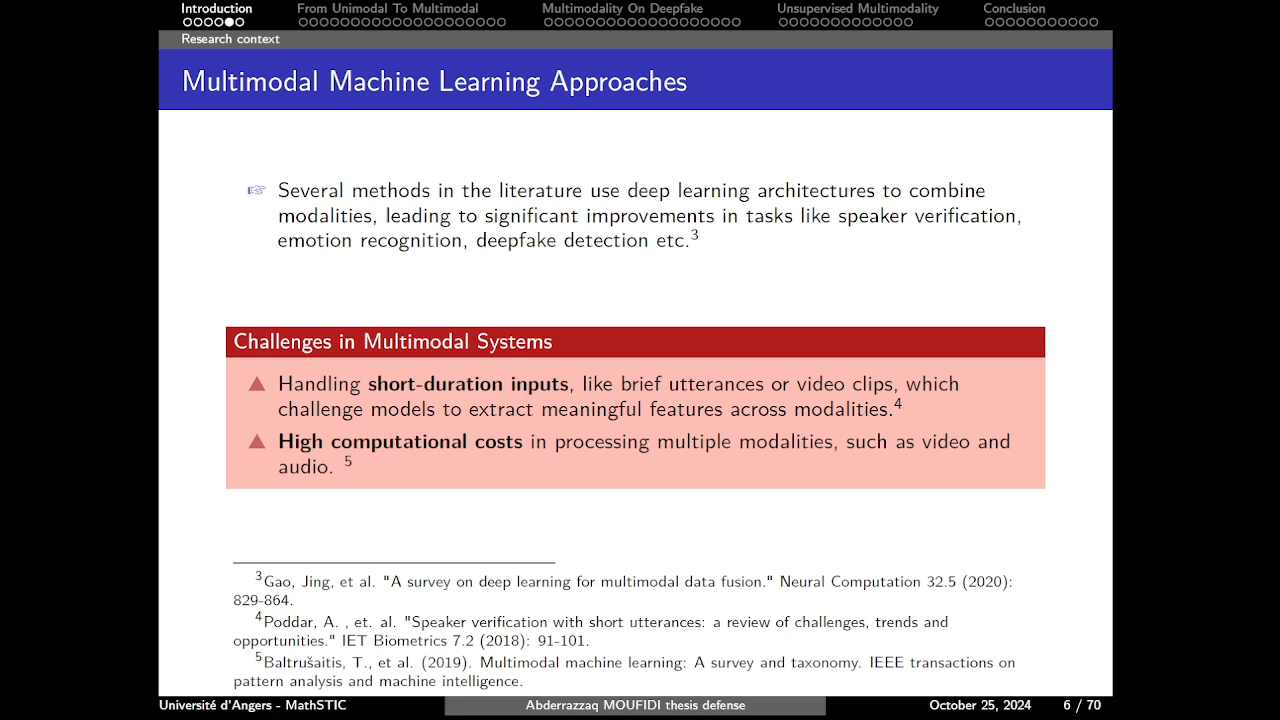 Introduction From Unimodal To Multimodal Multimodality On Deepfake Unsupervised Multimodality Conclusion
Research context
Multimodal Machine Learning Approaches
Several methods in the literature use deep learning architectures to combine
modalities, leading to significant improvements in tasks like speaker verification,
emotion recognition, deepfake detection etc.3
Challenges in Multimodal Systems
Handling short-duration inputs, like brief utterances or video clips, which
challenge models to extract meaningful features across modalities.4
High computational costs in processing multiple modalities, such as video and
audio. 5
3Gao, Jing, et al. "A survey on deep learning for multimodal data fusion." Neural Computation 32.5 (2020):
829-864.
4Poddar, A. , et. al. "Speaker verification with short utterances: a review of challenges, trends and
opportunities." IET Biometrics 7.2 (2018): 91-101.
5Baltrušaitis, T., et al. (2019). Multimodal machine learning: A survey and taxonomy. IEEE transactions on
pattern analysis and machine intelligence.
Université d'Angers - MathSTIC Abderrazzaq MOUFIDI thesis defense October 25, 2024 6 / 70